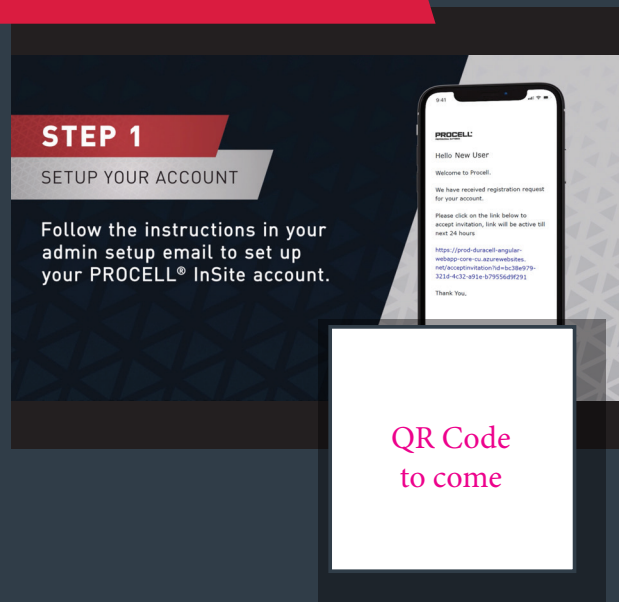 STEP 1
SETUP YOUR ACCOUNT
Follow the instructions in your
admin setup email to set up
your PROCELL® InSite account.
9:41
PROCELL
Hello New User
Welcome to Procell.
We have received registration request
for your account.
Please click on the link below to
accept invitation, link will be active till
next 24 hours
https://prod-duracell-angular-
webapp-core-cu.azurewebsites.
net/acceptinvitation?id=bc38e979-
321d-4c32-a91e-b79556d9f291
Thank You,
QR Code
to come